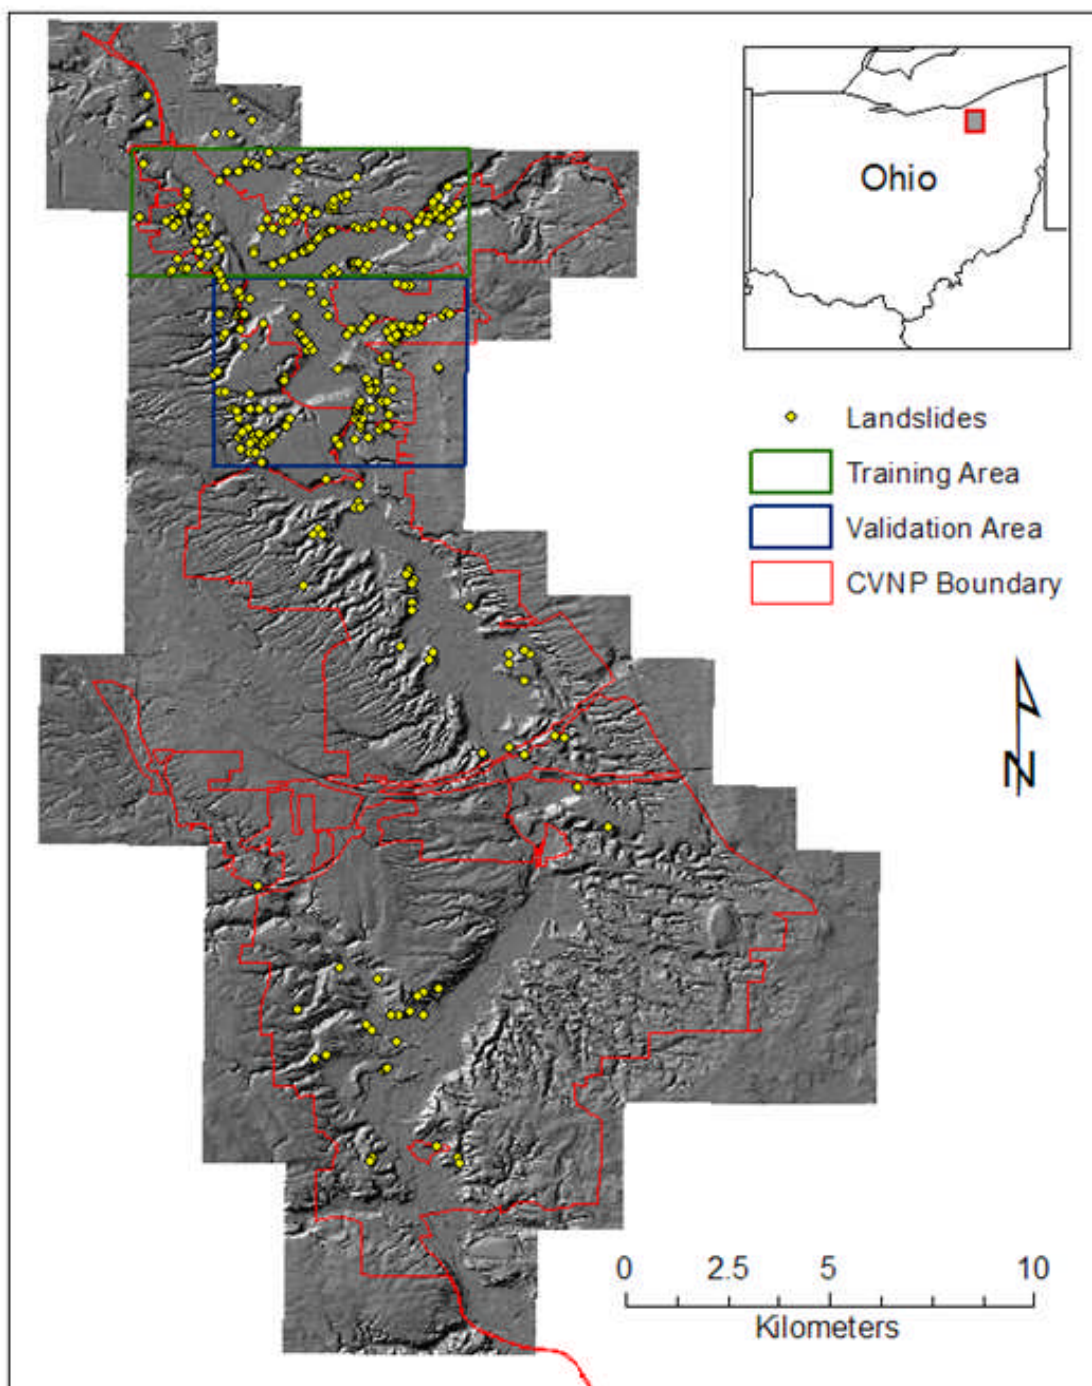 Ohio
Landslides
Training Area
Validation Area
CVNP Boundary
N
0 2.5 5 10
Kilometers